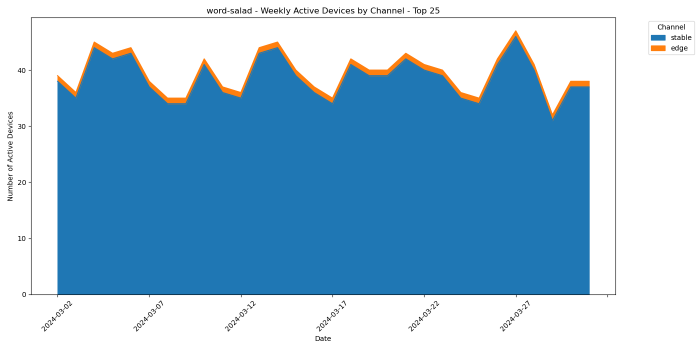 word-salad - Weekly Active Devices by Channel - Top 25
Channel
stable
edge
Number of Active Devices
40
30
20
10
0
2024-03-02
2024-03-07
2024-03-12
2024-03-17
2024-03-22
2024-03-27
Date